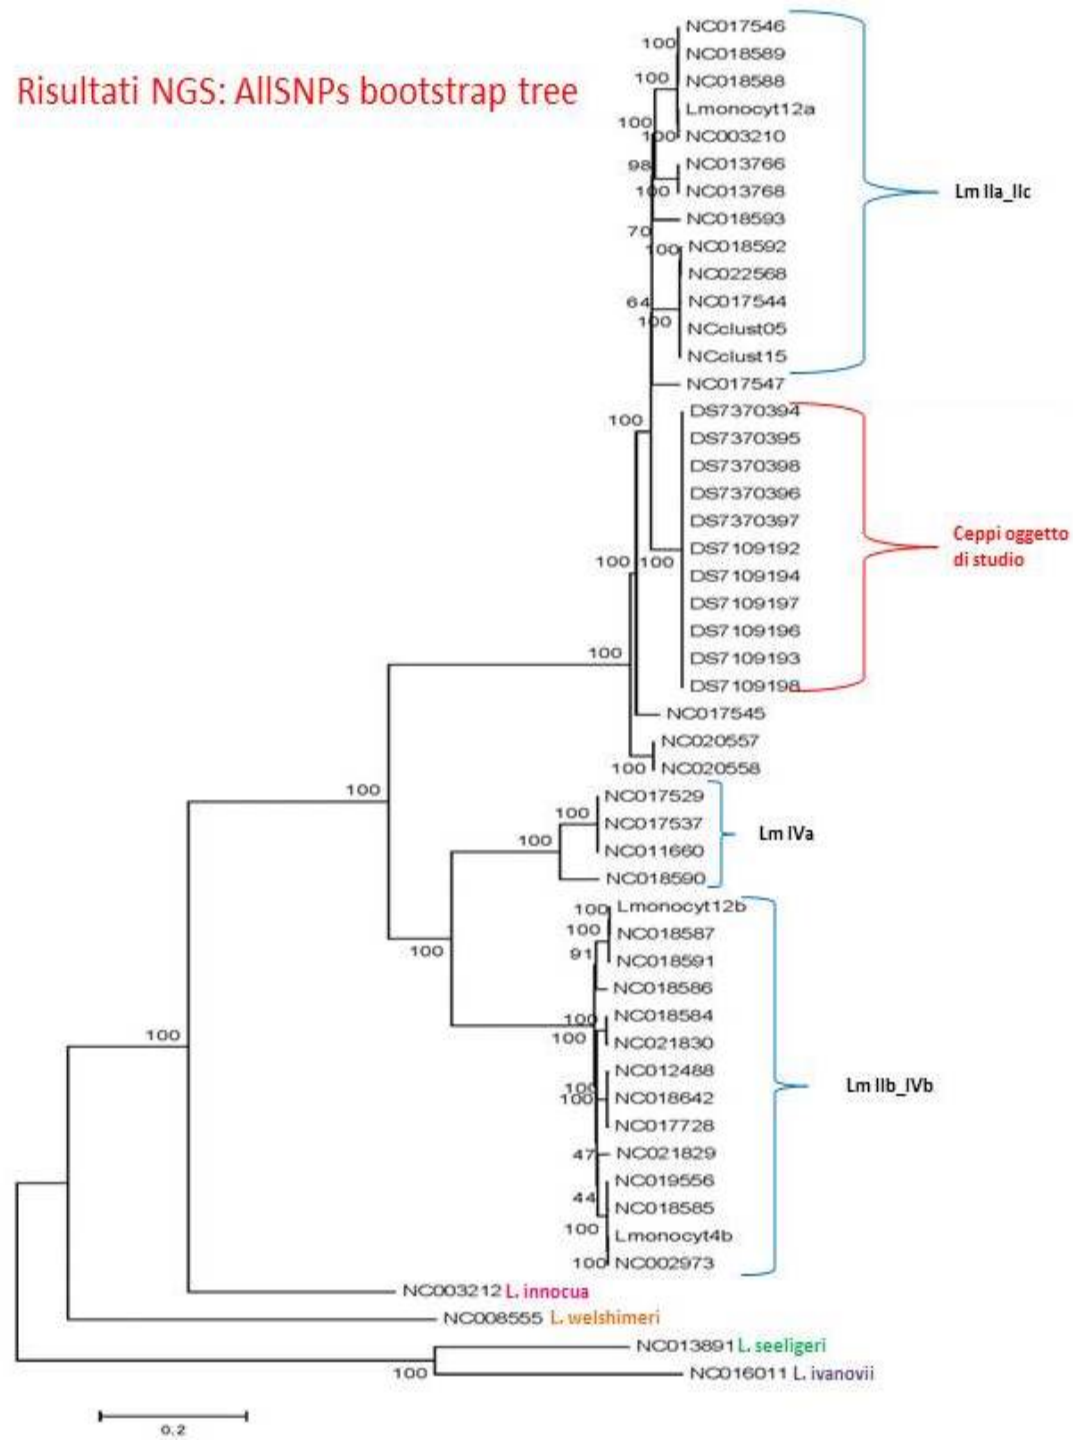 Risultati NGS: AllSNPs bootstrap tree
NC017546
100
NC018589
100
NC018588
Lmonocyt12a
100
100
NC003210
98
NC013766
100
NC013768
Lm IIa_IIc
NC018593
70
100
NC018592
NC022568
64
NC017544
100
NCclust05
NCclust15
NC017547
DS7370394
100
DS7370395
DS7370398
DS7370396
DS7370397
DS7109192
Ceppi oggetto
di studio
100
100
DS7109194
DS7109197
DS7109196
100
DS7109193
DS7109198
NC017545
NC020557
100
NC020558
100
NC017529
100
NC017537
Lm IVa
100
NC011660
NC018590
100
Lmonocyt12b
100
NC018587
91
NC018591
100
NC018586
100
NC018584
100
NC021830
100
NC012488
100
100
NC018642
Lm IIb_IVb
NC017728
47
NC021829
NC019556
44
NC018585
100
Lmonocyt4b
100
NC002973
NC003212 L. innocua
NC008555 L. welshimeri
NC013891 L. seeligeri
100
NC016011 L. ivanovii
0.2